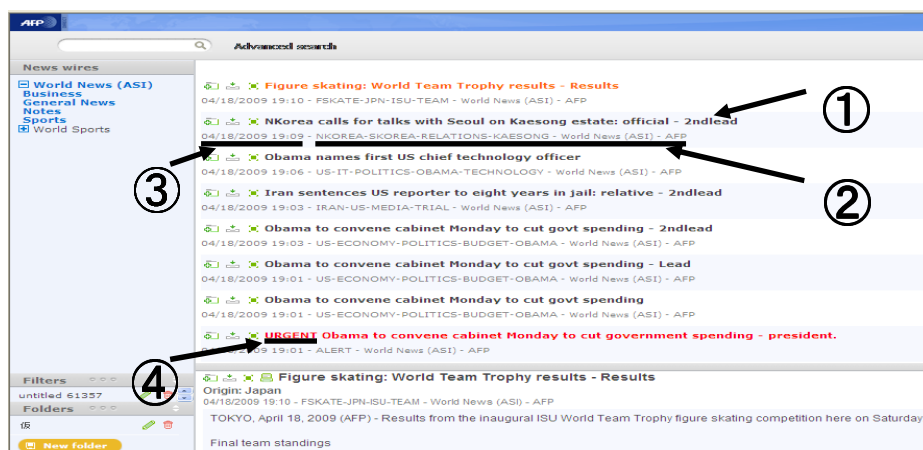 AFP
Advanced search
News wires
World News (ASI)
Business
General News
Notes
Sports
World Sports
Figure skating: World Team Trophy results - Results
04/18/2009 19:10 - FSKATE-JPN-ISU-TEAM - World News (ASI) - AFP
NKorea calls for talks with Seoul on Kaesong estate: official - 2ndlead
①
04/18/2009 19:09 - NKOREA-SKOREA-RELATIONS-KAESONG - World News (ASI) - AFP
Obama names first US chief technology officer
04/18/2009 19:06 - US-IT-POLITICS-OBAMA-TECHNOLOGY - World News (ASI) - AFP
③
Iran sentences US reporter to eight years in jail: relative - 2ndlead
②
04/18/2009 19:03 - IRAN-US-MEDIA-TRIAL - World News (ASI) - AFP
Obama to convene cabinet Monday to cut govt spending - 2ndlead
04/18/2009 19:03 - US-ECONOMY-POLITICS-BUDGET-OBAMA - World News (ASI) - AFP
Obama to convene cabinet Monday to cut govt spending - Lead
04/18/2009 19:01 - US-ECONOMY-POLITICS-BUDGET-OBAMA - World News (ASI) - AFP
Obama to convene cabinet Monday to cut govt spending
04/18/2009 19:01 - US-ECONOMY-POLITICS-BUDGET-OBAMA - World News (ASI) - AFP
URGENT Obama to convene cabinet Monday to cut government spending - president.
04/18/2009 19:01 - ALERT - World News (ASI) - AFP
④
Filters
untitled 61357
Folders
仮
New folder
Figure skating: World Team Trophy results - Results
Origin: Japan
04/18/2009 19:10 - FSKATE-JPN-ISU-TEAM - World News (ASI) - AFP
TOKYO, April 18, 2009 (AFP) - Results from the inaugural ISU World Team Trophy figure skating competition here on Saturday
Final team standings